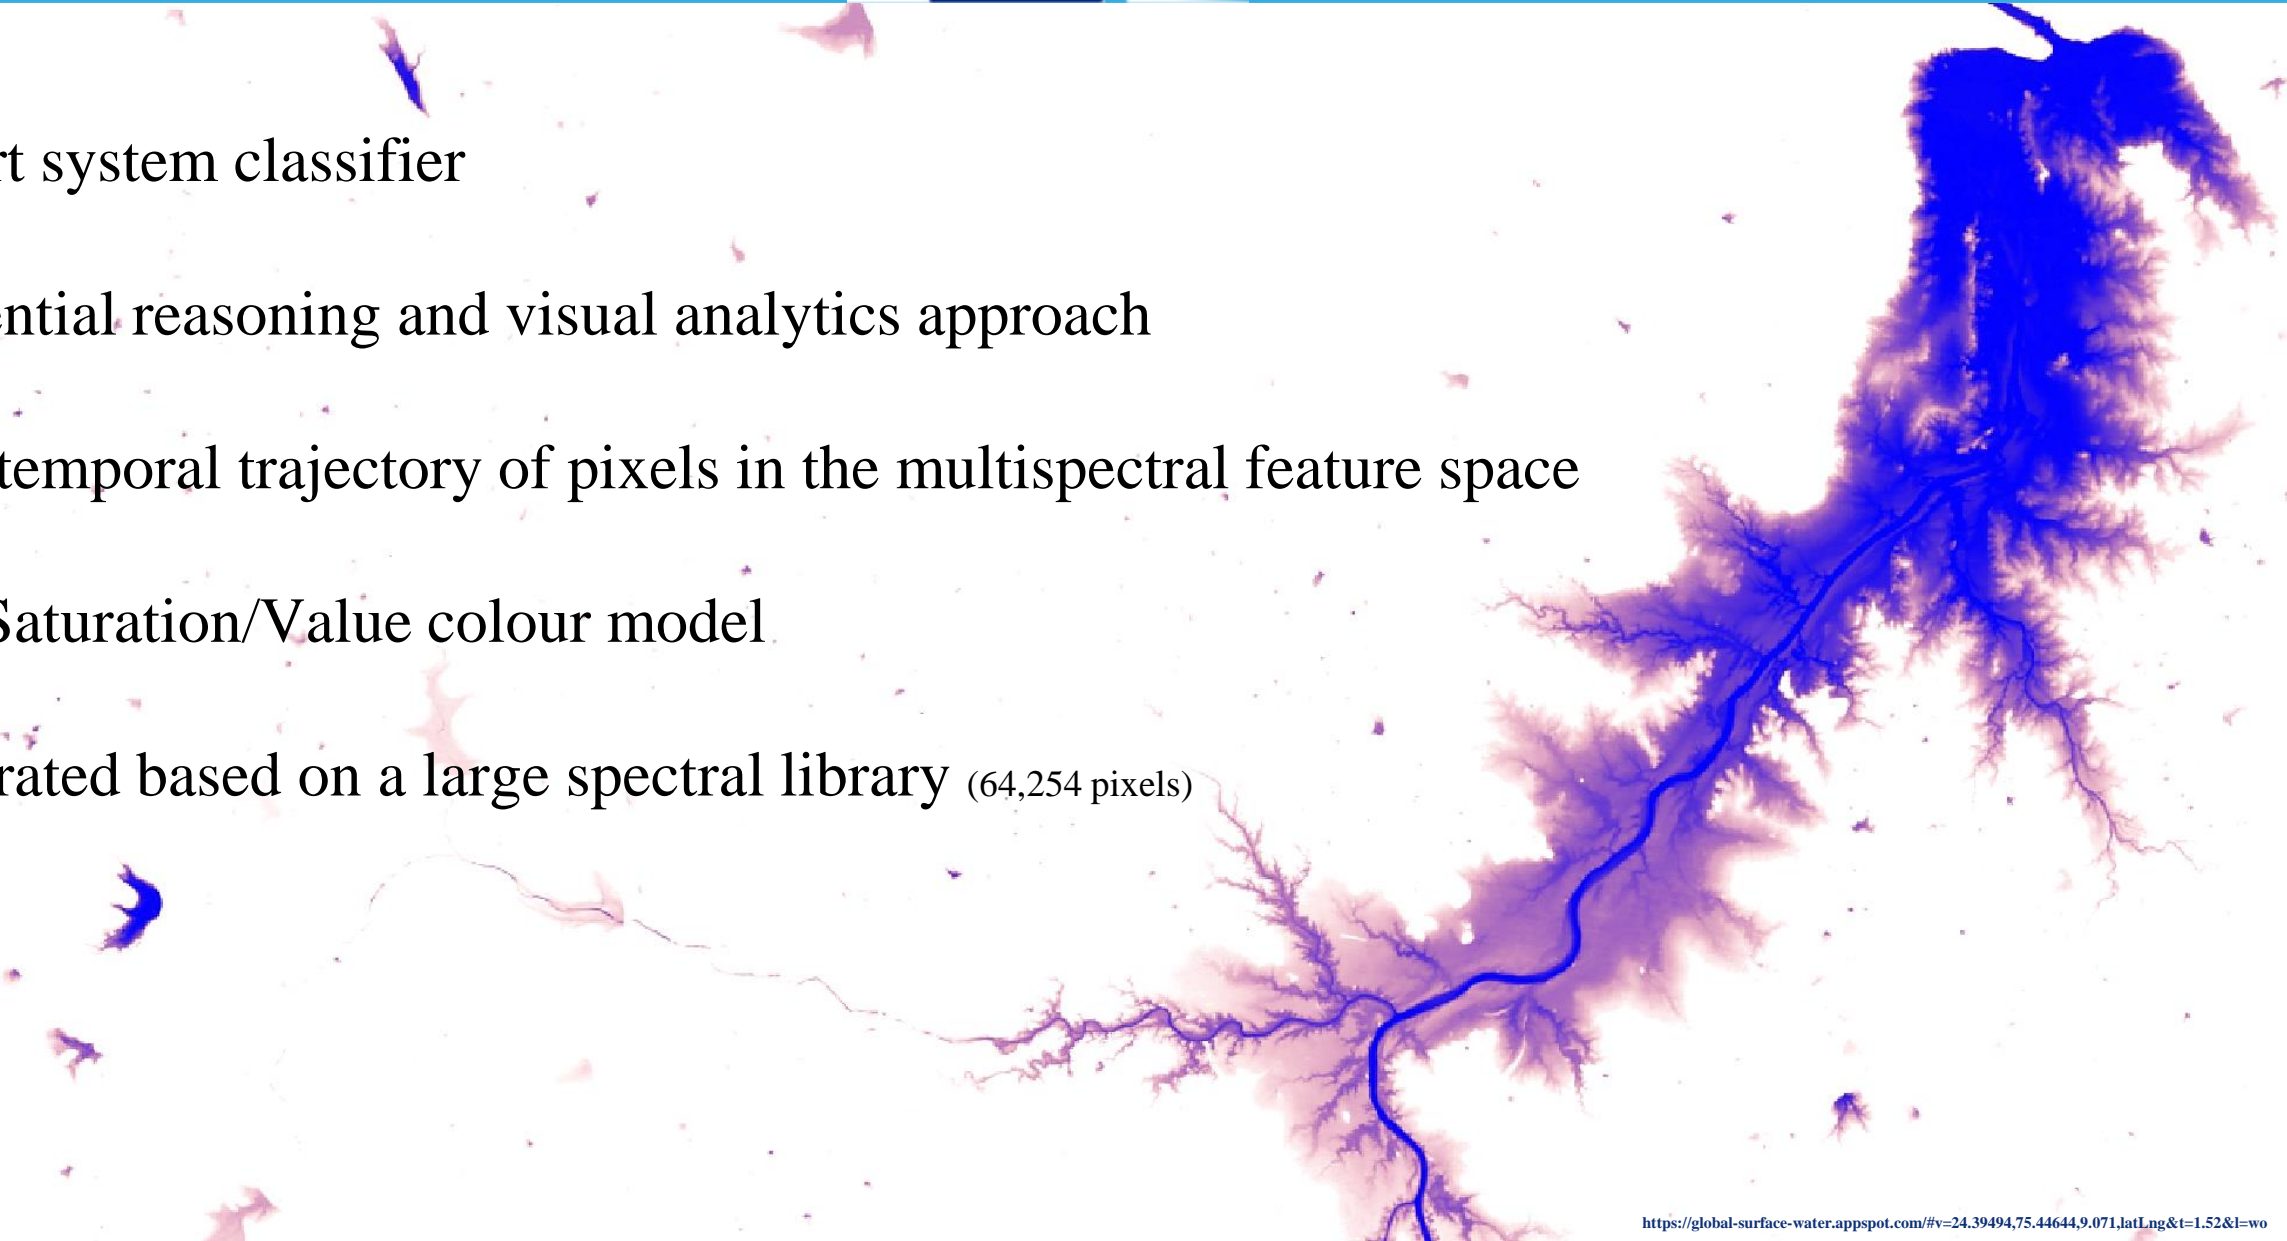 rt system classifier
ential reasoning and visual analytics approach
temporal trajectory of pixels in the multispectral feature space
Saturation/Value colour model
rated based on a large spectral library (64,254 pixels)
https://global-surface-water.appspot.com/#v=24.39494,75.44644,9.071,latLng&t=1.52&l=wo